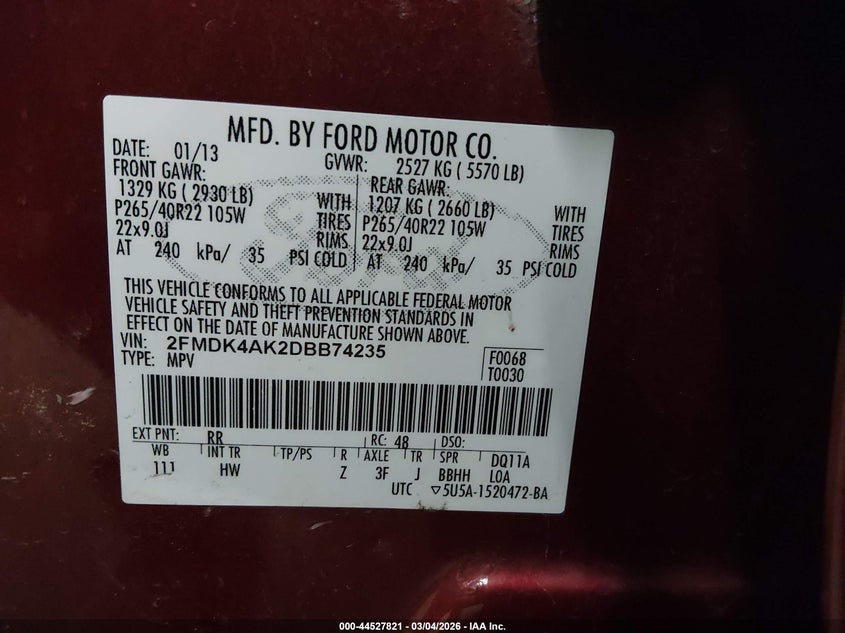 MFD. BY FORD MOTOR CO.
DATE: 01/13 GVWR: 2527 KG ( 5570 LB)
FRONT GAWR: REAR GAWR:
1329 KG ( 2930 LB) WITH 1207 KG ( 2660 LB) WITH
P265/40R22 105W TIRES P265/40R22 105W TIRES
22x9.0J RIMS 22x9.0J RIMS
AT 240 kPa/ 35 PSI COLD AT 240 kPa/ 35 PSI COLD
THIS VEHICLE CONFORMS TO ALL APPLICABLE FEDERAL MOTOR
VEHICLE SAFETY AND THEFT PREVENTION STANDARDS IN
EFFECT ON THE DATE OF MANUFACTURE SHOWN ABOVE.
VIN: 2FMDK4AK2DBB74235
TYPE: MPV
F0068
T0030
EXT PNT: RR RC: 48 DSO:
WB INT TR TP/PS R AXLE TR SPR DQ11A
111 HW Z 3F J BBHH LOA
UTC ▽5U5A-1520472-BA
000-44527821 - 03/04/2026 - IAA Inc.